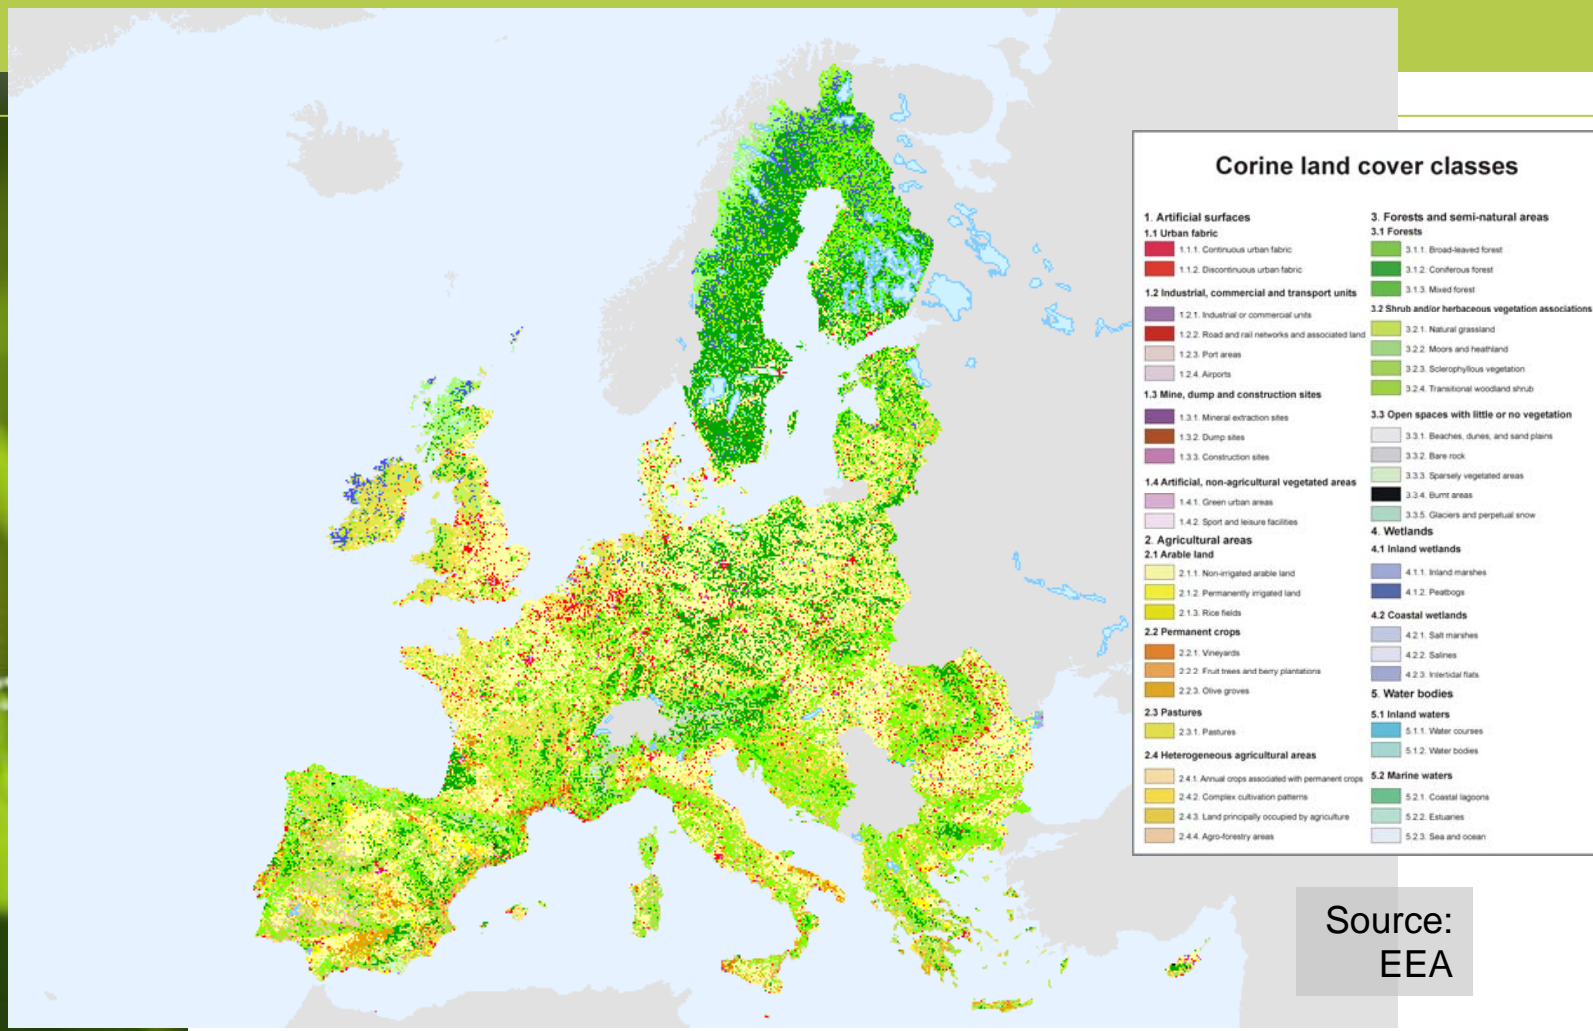 Corine land cover classes
1. Artificial surfaces
1.1 Urban fabric
1.1.1. Continuous urban fabric
1.1.2. Discontinuous urban fabric
1.2 Industrial, commercial and transport units
1.2.1. Industrial or commercial units
1.2.2. Road and rail networks and associated land
1.2.3. Port areas
1.2.4. Airports
1.3 Mine, dump and construction sites
1.3.1. Mineral extraction sites
1.3.2. Dump sites
1.3.3. Construction sites
1.4 Artificial, non-agricultural vegetated areas
1.4.1. Green urban areas
1.4.2. Sport and leisure facilities
2. Agricultural areas
2.1 Arable land
2.1.1. Non-irrigated arable land
2.1.2. Permanently irrigated land
2.1.3. Rice fields
2.2 Permanent crops
2.2.1. Vineyards
2.2.2 Fruit trees and berry plantations
2.2.3. Olive groves
2.3 Pastures
2.3.1. Pastures
2.4 Heterogeneous agricultural areas
2.4.1. Annual crops associated with permanent crops
2.4.2. Complex cultivation patterns
2.4.3. Land principally occupied by agriculture
2.4.4. Agro-forestry areas
3. Forests and semi-natural areas
3.1 Forests
3.1.1. Broad-leaved forest
3.1.2. Coniferous forest
3.1.3. Mixed forest
3.2 Shrub and/or herbaceous vegetation associations
3.2.1. Natural grassland
3.2.2. Moors and heathland
3.2.3. Sclerophyllous vegetation
3.2.4. Transitional woodland shrub
3.3 Open spaces with little or no vegetation
3.3.1. Beaches, dunes, and sand plains
3.3.2. Bare rock
3.3.3. Sparsely vegetated areas
3.3.4. Burnt areas
3.3.5. Glaciers and perpetual snow
4. Wetlands
4.1 Inland wetlands
4.1.1. Inland marshes
4.1.2. Peatbogs
4.2 Coastal wetlands
4.2.1. Salt marshes
4.2.2. Salines
4.2.3. Intertidal flats
5. Water bodies
5.1 Inland waters
5.1.1. Water courses
5.1.2. Water bodies
5.2 Marine waters
5.2.1. Coastal lagoons
5.2.2. Estuaries
5.2.3. Sea and ocean
Source:
EEA